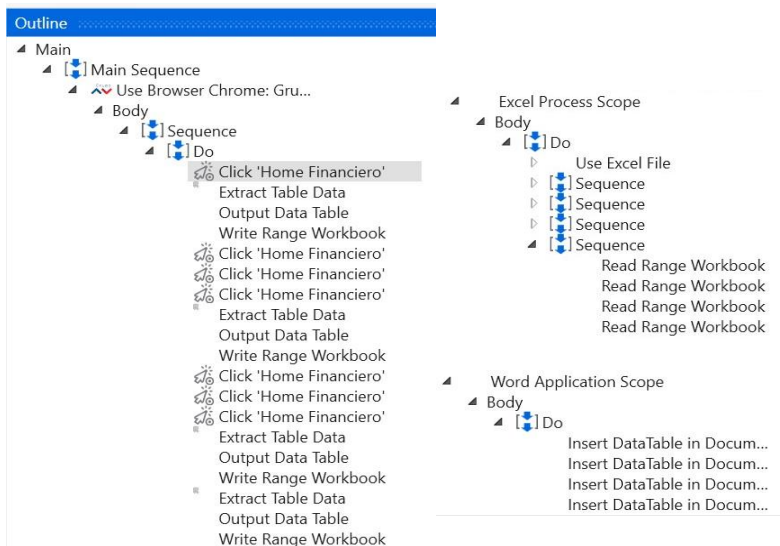 Outline
Main
Main Sequence
Use Browser Chrome: Gru...
Body
Sequence
Do
Click 'Home Financiero'
Extract Table Data
Output Data Table
Write Range Workbook
Click 'Home Financiero'
Click 'Home Financiero'
Click 'Home Financiero'
Extract Table Data
Output Data Table
Write Range Workbook
Click 'Home Financiero'
Click 'Home Financiero'
Click 'Home Financiero'
Extract Table Data
Output Data Table
Write Range Workbook
Extract Table Data
Output Data Table
Write Range Workbook
Excel Process Scope
Body
Do
Use Excel File
Sequence
Sequence
Sequence
Sequence
Read Range Workbook
Read Range Workbook
Read Range Workbook
Read Range Workbook
Word Application Scope
Body
Do
Insert DataTable in Docum...
Insert DataTable in Docum...
Insert DataTable in Docum...
Insert DataTable in Docum...